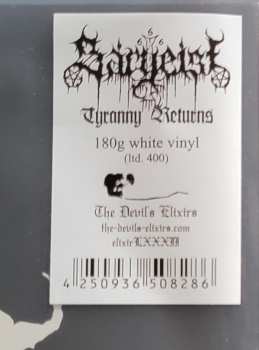 666
Sargeist
Tyranny Returns
180g white vinyl
(ltd. 400)
The Devil's Elixirs
the-devils-elixirs.com
elixirLXXXII
4 250936 508286